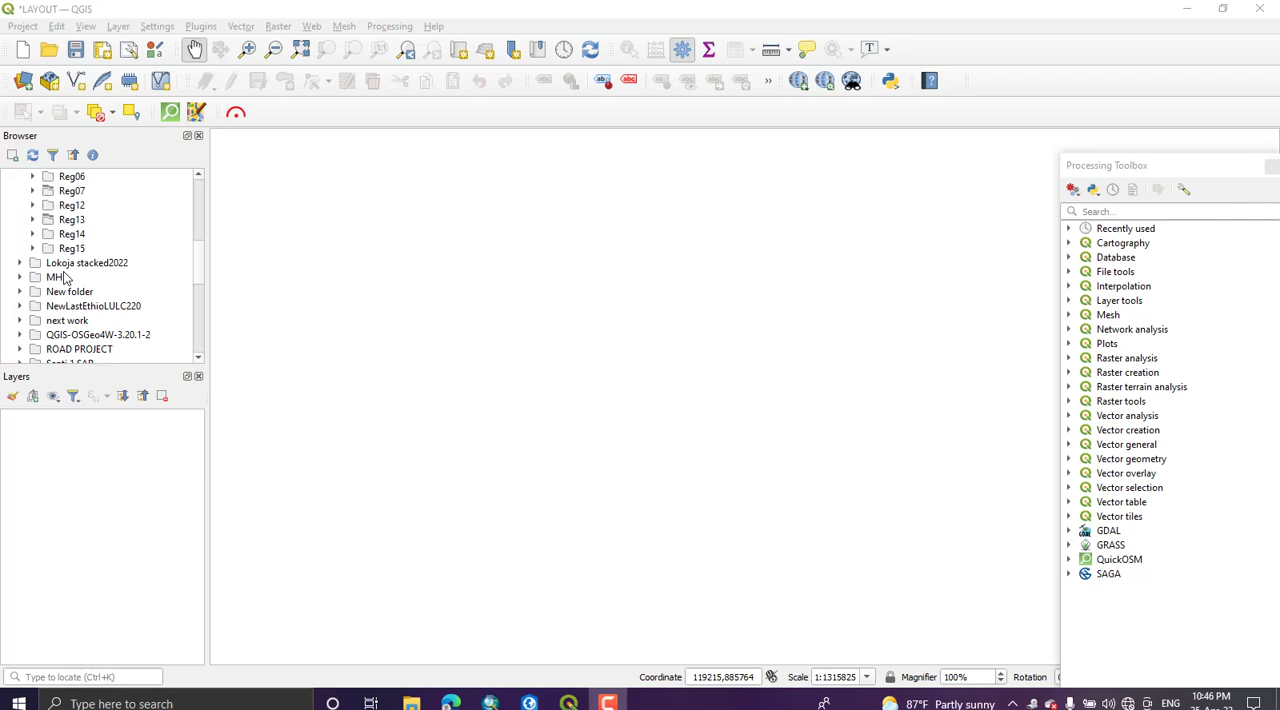 *LAYOUT — QGIS
Project Edit View Layer Settings Plugins Vector Raster Web Mesh Processing Help
Browser
Reg06
Reg07
Reg12
Reg13
Reg14
Reg15
Lokoja stacked2022
New folder
NewLastEthioLULC220
next work
QGIS-OSGeo4W-3.20.1-2
ROAD PROJECT
Layers
Processing Toolbox
Search...
Recently used
Cartography
Database
File tools
Interpolation
Layer tools
Mesh
Network analysis
Plots
Raster analysis
Raster creation
Raster terrain analysis
Raster tools
Vector analysis
Vector creation
Vector general
Vector geometry
Vector overlay
Vector selection
Vector table
Vector tiles
GDAL
GRASS
QuickOSM
SAGA
Type to locate (Ctrl+K) Coordinate 119215,885764 Scale 1:1315825 Magnifier 100% Rotation
Type here to search 87°F Partly sunny ENG 10:46 PM